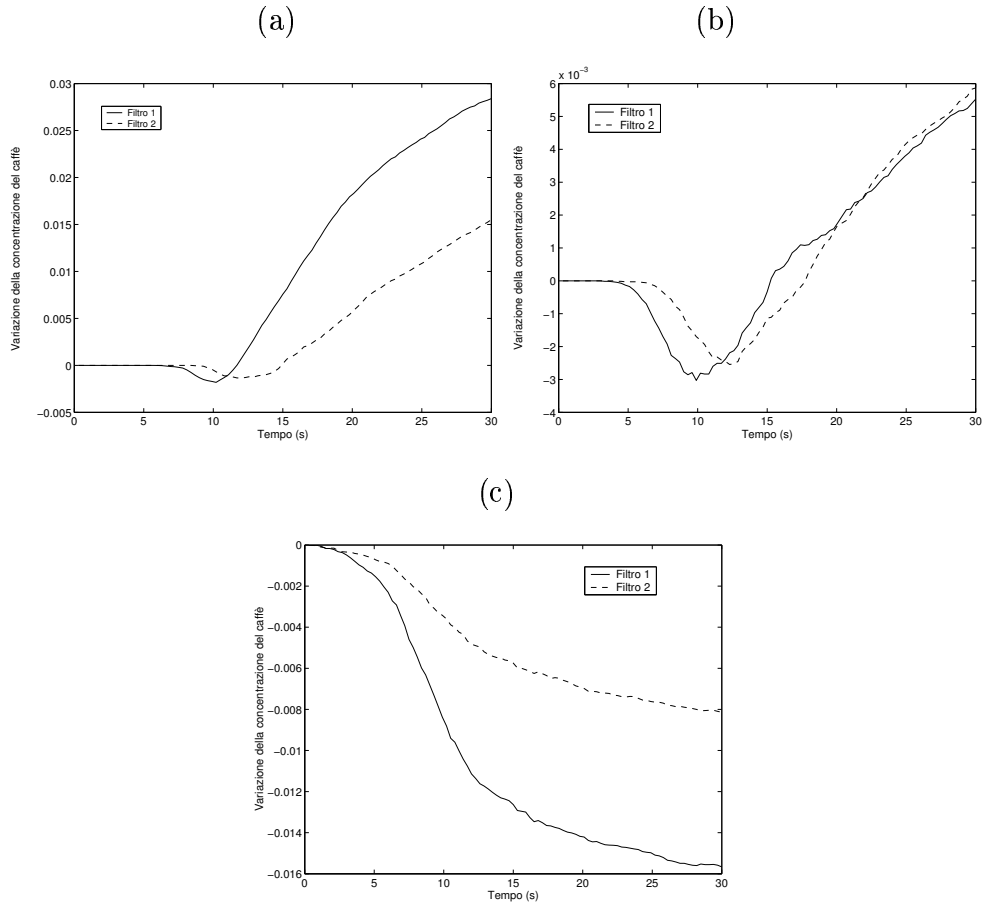 (a)
0.03
0.025
0.02
0.015
0.01
0.005
0
−0.005
Variazione della concentrazione del caffè
Filtro 1
Filtro 2
0 5 10 15 20 25 30
Tempo (s)
(b)
x 10⁻³
6
5
4
3
2
1
0
−1
−2
−3
−4
Variazione della concentrazione del caffè
Filtro 1
Filtro 2
0 5 10 15 20 25 30
Tempo (s)
(c)
0
−0.002
−0.004
−0.006
−0.008
−0.01
−0.012
−0.014
−0.016
Variazione della concentrazione del caffè
Filtro 1
Filtro 2
0 5 10 15 20 25 30
Tempo (s)